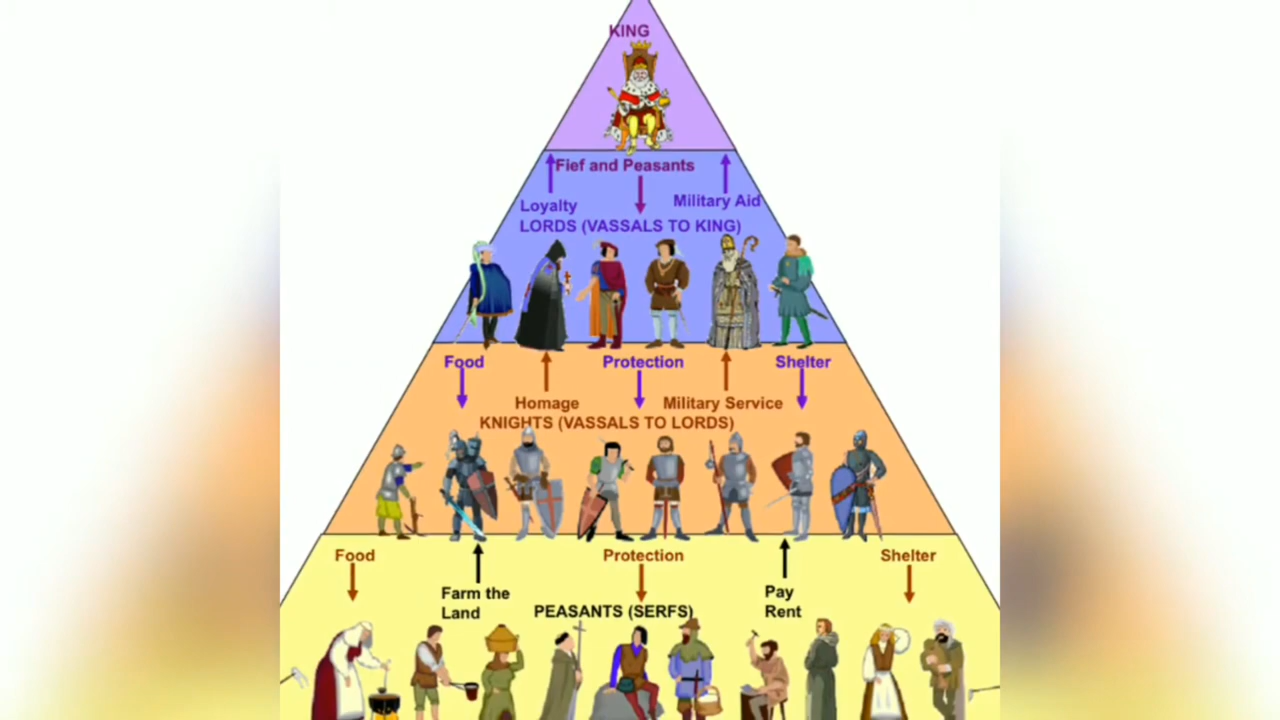 KING
Fief and Peasants
Loyalty
Military Aid
LORDS (VASSALS TO KING)
Food
Protection
Shelter
Homage
Military Service
KNIGHTS (VASSALS TO LORDS)
Food
Protection
Shelter
Farm the
Land
Pay
Rent
PEASANTS (SERFS)